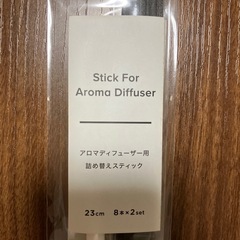 Stick For
Aroma Diffuser
アロマディフューザー用
詰め替えスティック
23cm 8本×2set